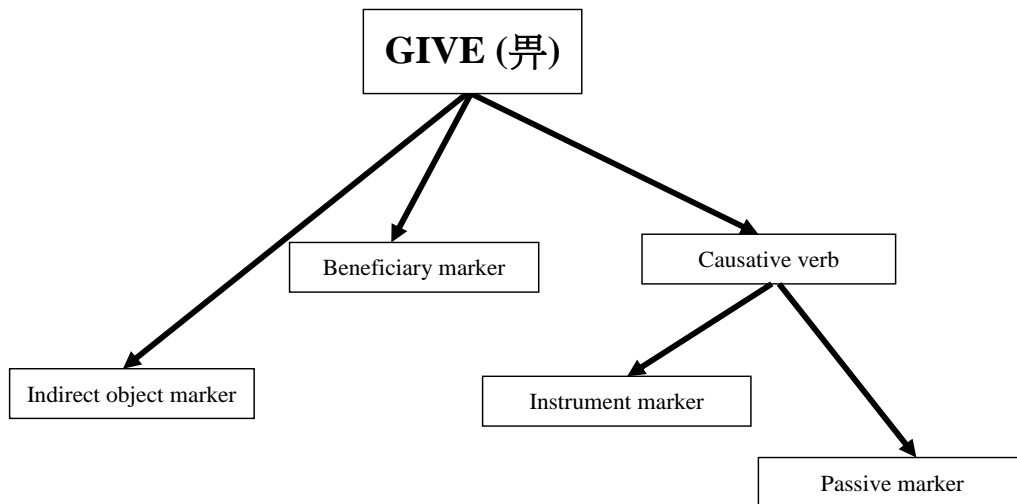 GIVE (畀)
Beneficiary marker
Causative verb
Indirect object marker
Instrument marker
Passive marker